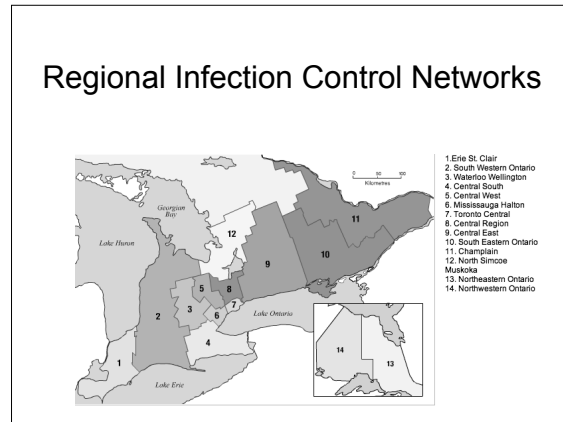 Regional Infection Control Networks
1.Erie St. Clair
2. South Western Ontario
3. Waterloo Wellington
4. Central South
5. Central West
6. Mississauga Halton
7. Toronto Central
8. Central Region
9. Central East
10. South Eastern Ontario
11. Champlain
12. North Simcoe
Muskoka
13. Northeastern Ontario
14. Northwestern Ontario
50 0 50 100
Kilometres
Georgian
Bay
Lake Huron
12
11
10
9
5
8
2
3
6
7
Lake Ontario
4
1
Lake Erie
14
13